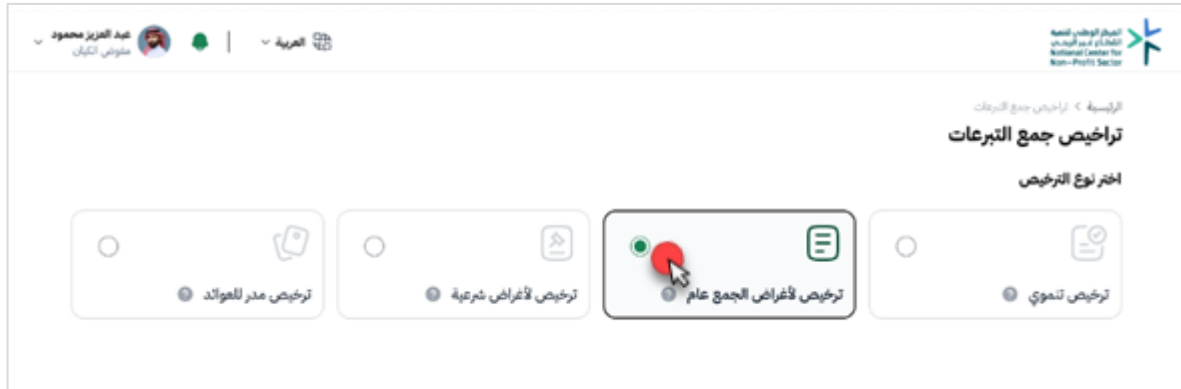 المركز الوطني لتنمية
القطاع غير الربحي
National Center for
Non-Profit Sector
العربية
عبد العزيز محمود
مفوض الكيان
الرئيسية > تراخيص جمع التبرعات
تراخيص جمع التبرعات
اختر نوع الترخيص
ترخيص تنموي
ترخيص لأغراض الجمع عام
ترخيص لأغراض شرعية
ترخيص مدر للعوائد